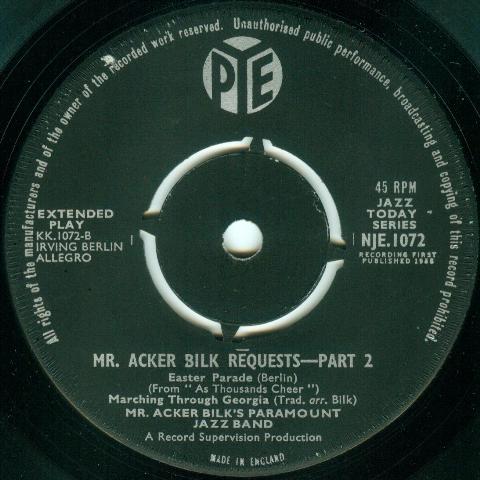 All rights of the manufacturers and of the owner of the recorded work reserved. Unauthorised public performance, broadcasting and copying of this record prohibited.
PYE
EXTENDED
PLAY
KK.1072-B
IRVING BERLIN
ALLEGRO
45 RPM
JAZZ
TODAY
SERIES
NJE.1072
RECORDING FIRST
PUBLISHED 1958
MR. ACKER BILK REQUESTS—PART 2
Easter Parade (Berlin)
(From "As Thousands Cheer")
Marching Through Georgia (Trad. arr. Bilk)
MR. ACKER BILK'S PARAMOUNT
JAZZ BAND
A Record Supervision Production
MADE IN ENGLAND